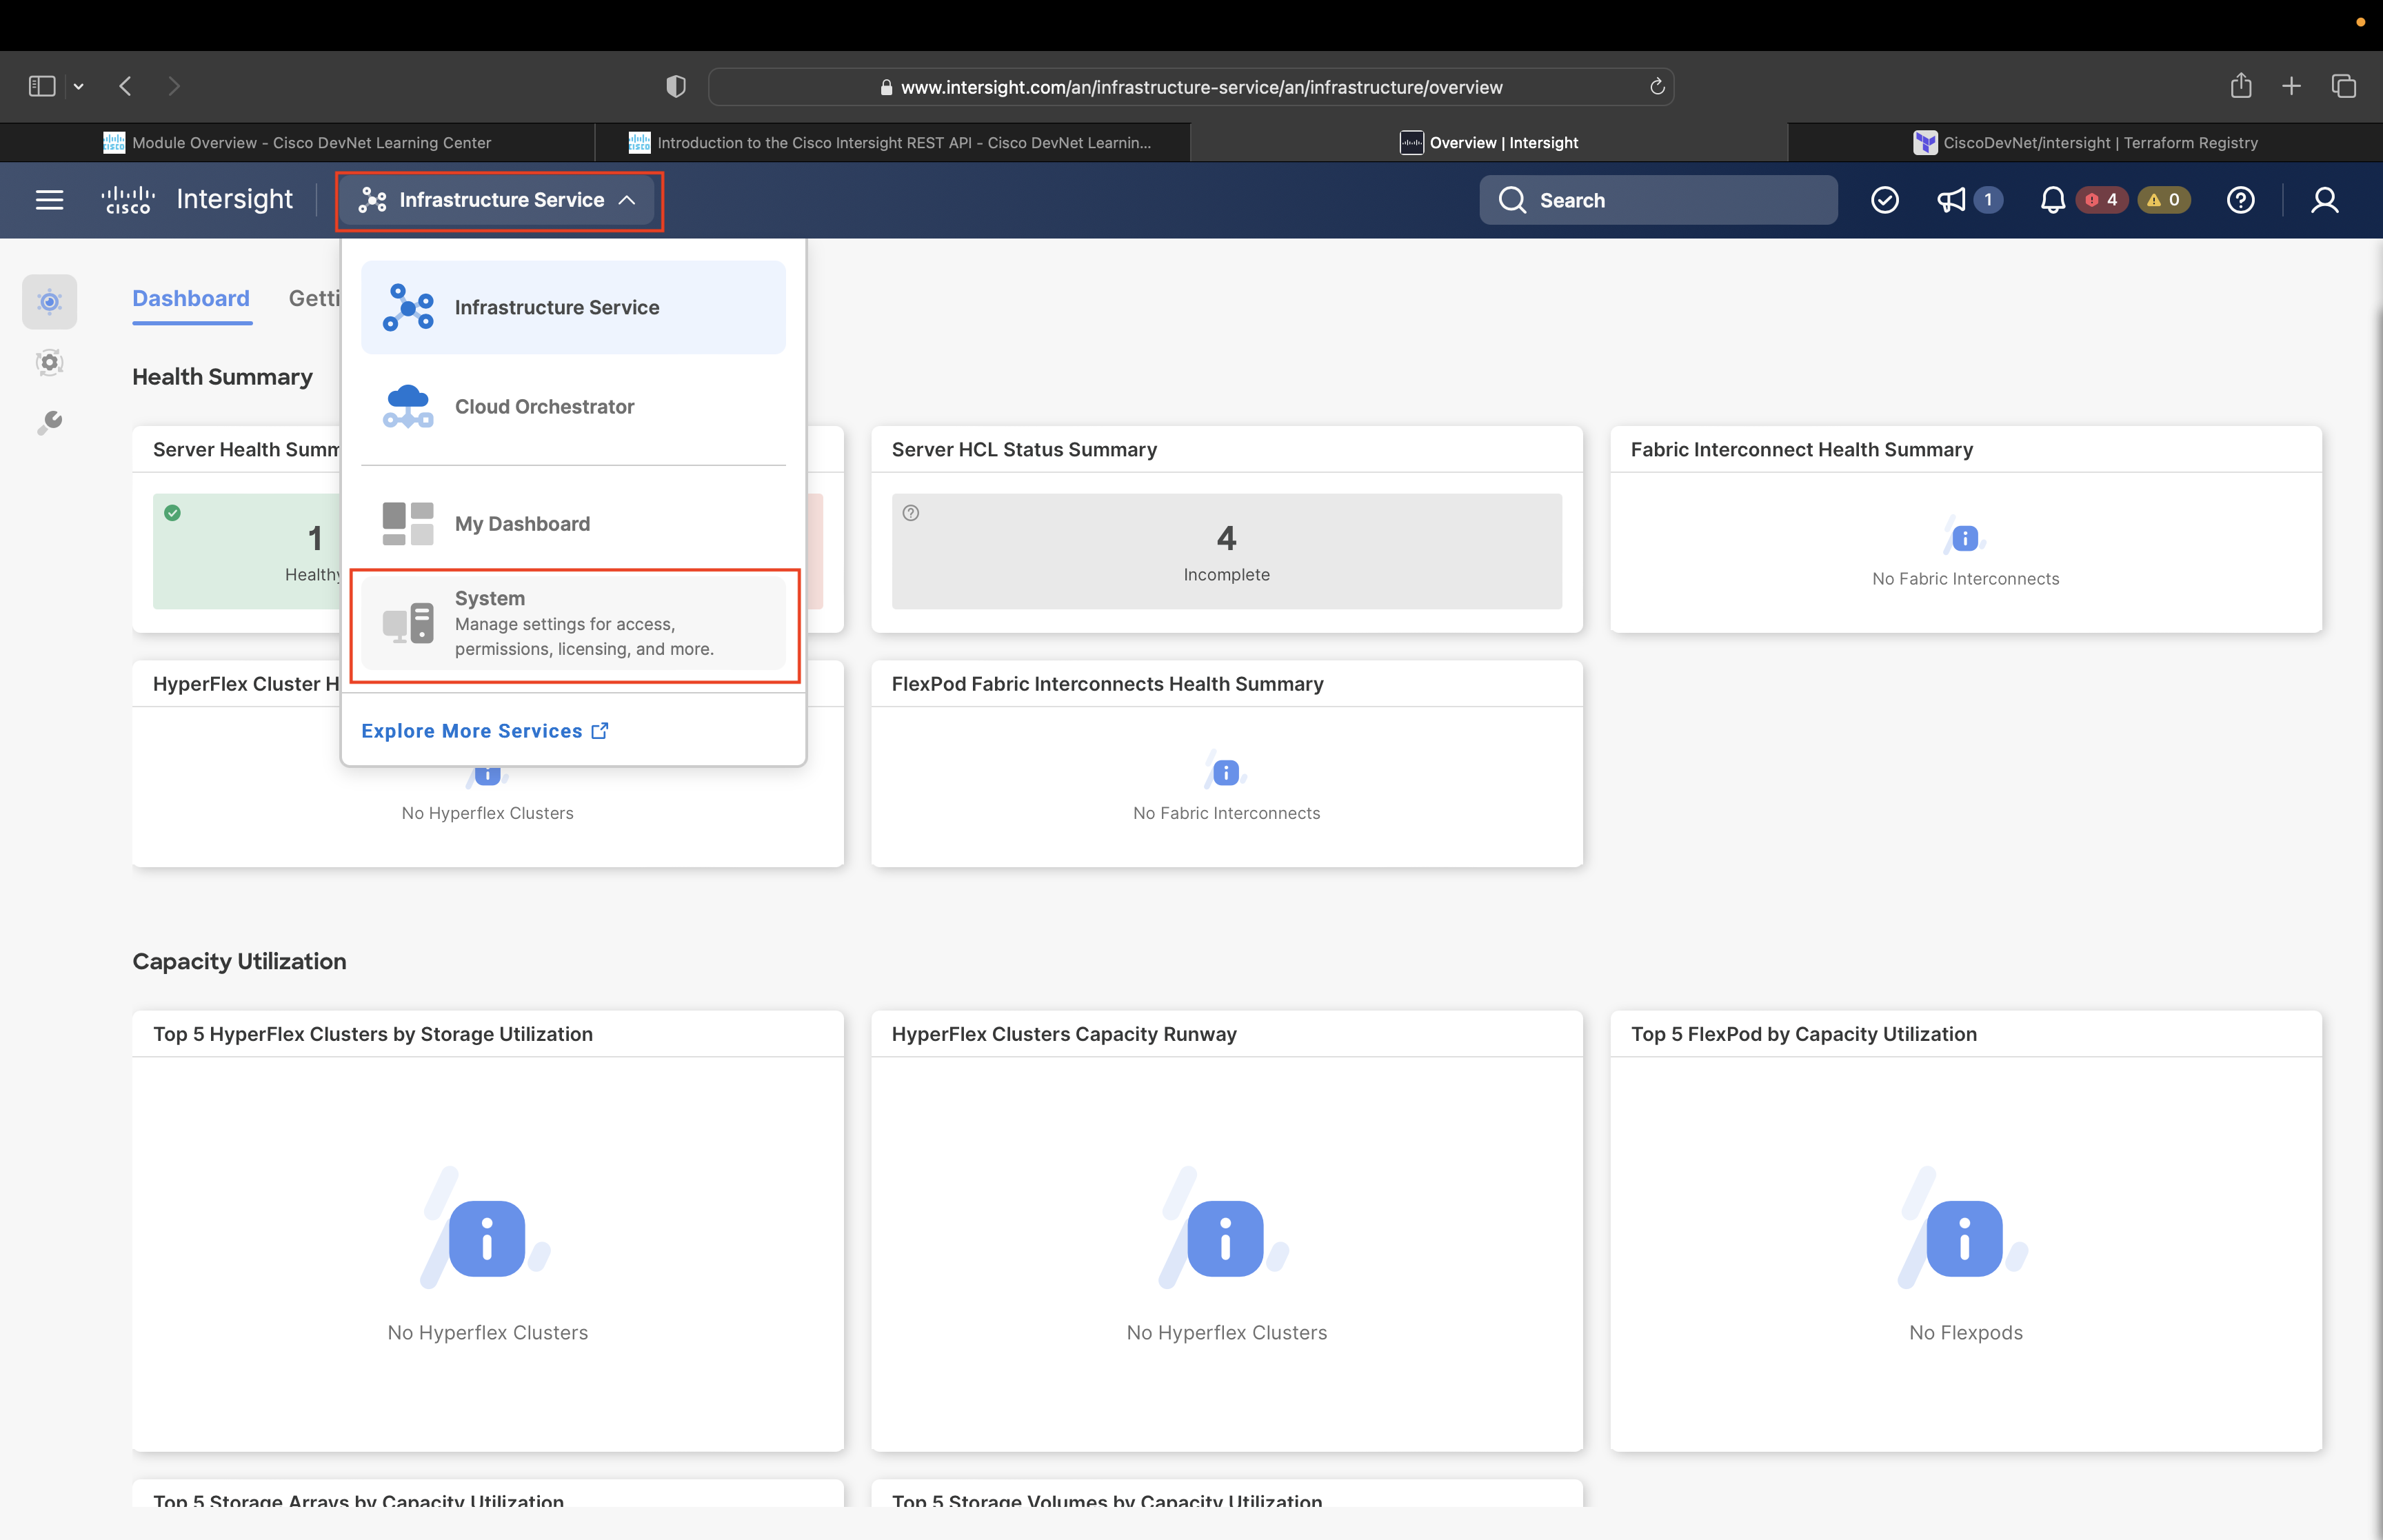 www.intersight.com/an/infrastructure-service/an/infrastructure/overview
Module Overview - Cisco DevNet Learning Center
Introduction to the Cisco Intersight REST API - Cisco DevNet Learnin...
Overview | Intersight
CiscoDevNet/intersight | Terraform Registry
CISCO Intersight
Infrastructure Service
Search
1
4
0
Infrastructure Service
Cloud Orchestrator
My Dashboard
System
Manage settings for access,
permissions, licensing, and more.
Explore More Services
Dashboard
Getti
Health Summary
Server Health Summ
1
Healthy
Server HCL Status Summary
4
Incomplete
Fabric Interconnect Health Summary
No Fabric Interconnects
HyperFlex Cluster H
No Hyperflex Clusters
FlexPod Fabric Interconnects Health Summary
No Fabric Interconnects
Capacity Utilization
Top 5 HyperFlex Clusters by Storage Utilization
No Hyperflex Clusters
HyperFlex Clusters Capacity Runway
No Hyperflex Clusters
Top 5 FlexPod by Capacity Utilization
No Flexpods
Top 5 Storage Arrays by Capacity Utilization
Top 5 Storage Volumes by Capacity Utilization